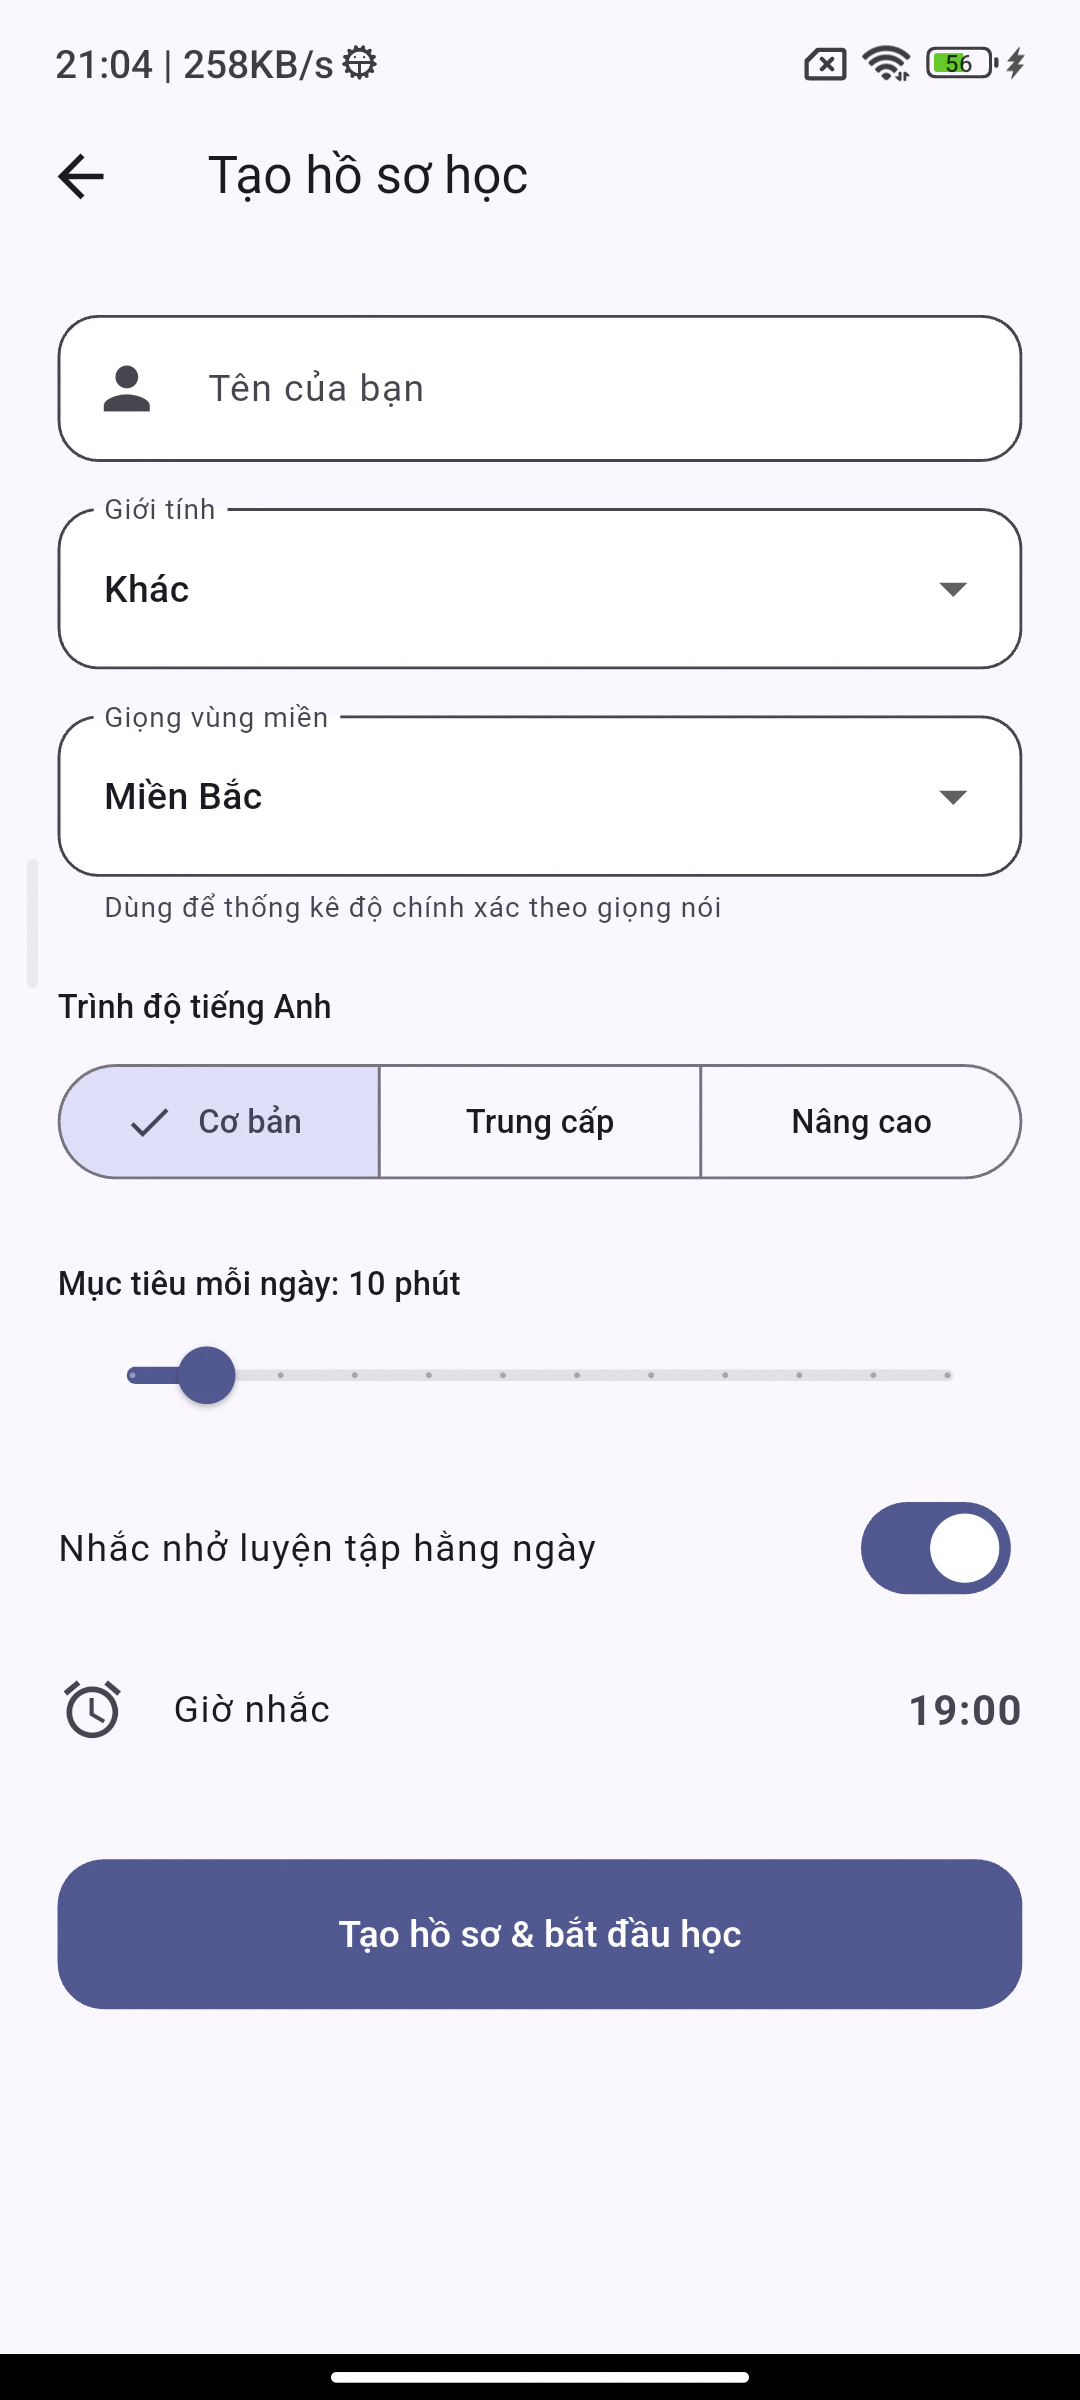 21:04 | 258KB/s
56
Tạo hồ sơ học
Tên của bạn
Giới tính
Khác
Giọng vùng miền
Miền Bắc
Dùng để thống kê độ chính xác theo giọng nói
Trình độ tiếng Anh
Cơ bản Trung cấp Nâng cao
Mục tiêu mỗi ngày: 10 phút
Nhắc nhở luyện tập hằng ngày
Giờ nhắc 19:00
Tạo hồ sơ & bắt đầu học